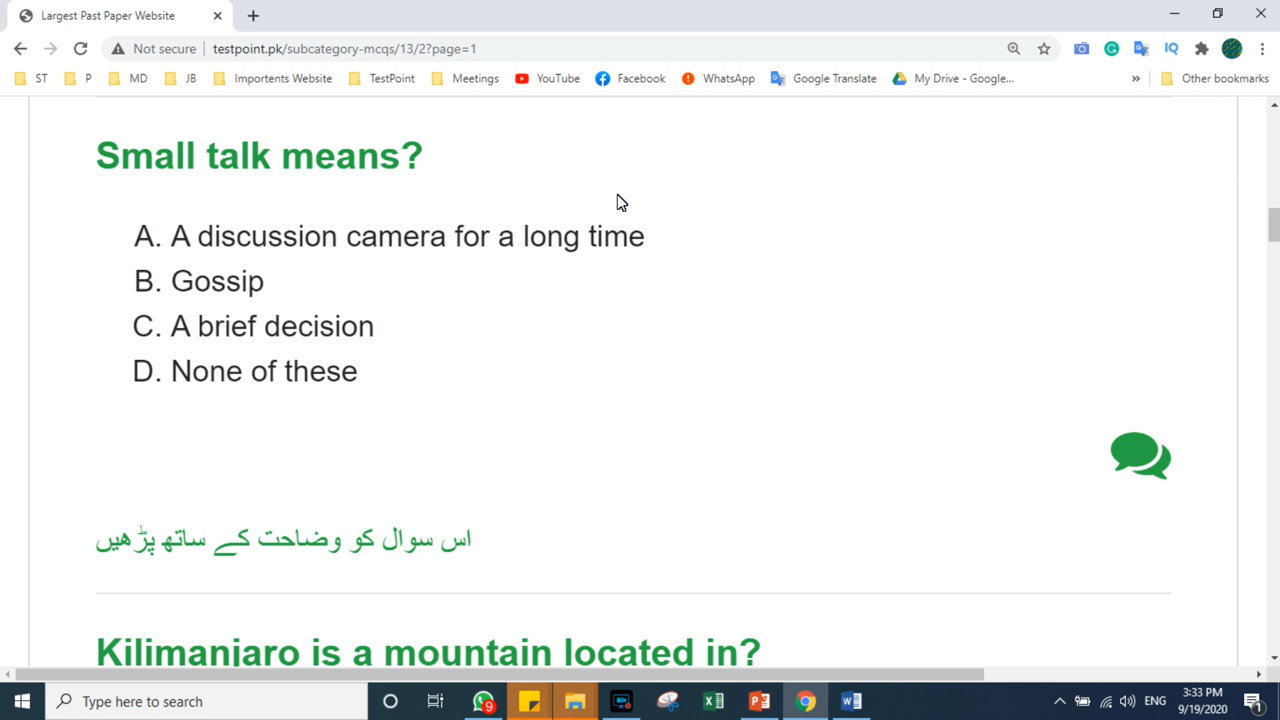 Largest Past Paper Website
Not secure testpoint.pk/subcategory-mcqs/13/2?page=1
ST P MD JB Importents Website TestPoint Meetings YouTube Facebook WhatsApp Google Translate My Drive - Google... » Other bookmarks
Small talk means?
A. A discussion camera for a long time
B. Gossip
C. A brief decision
D. None of these
اس سوال کو وضاحت کے ساتھ پڑھیں
Kilimanjaro is a mountain located in?
Type here to search
9
ENG
3:33 PM
9/19/2020
1